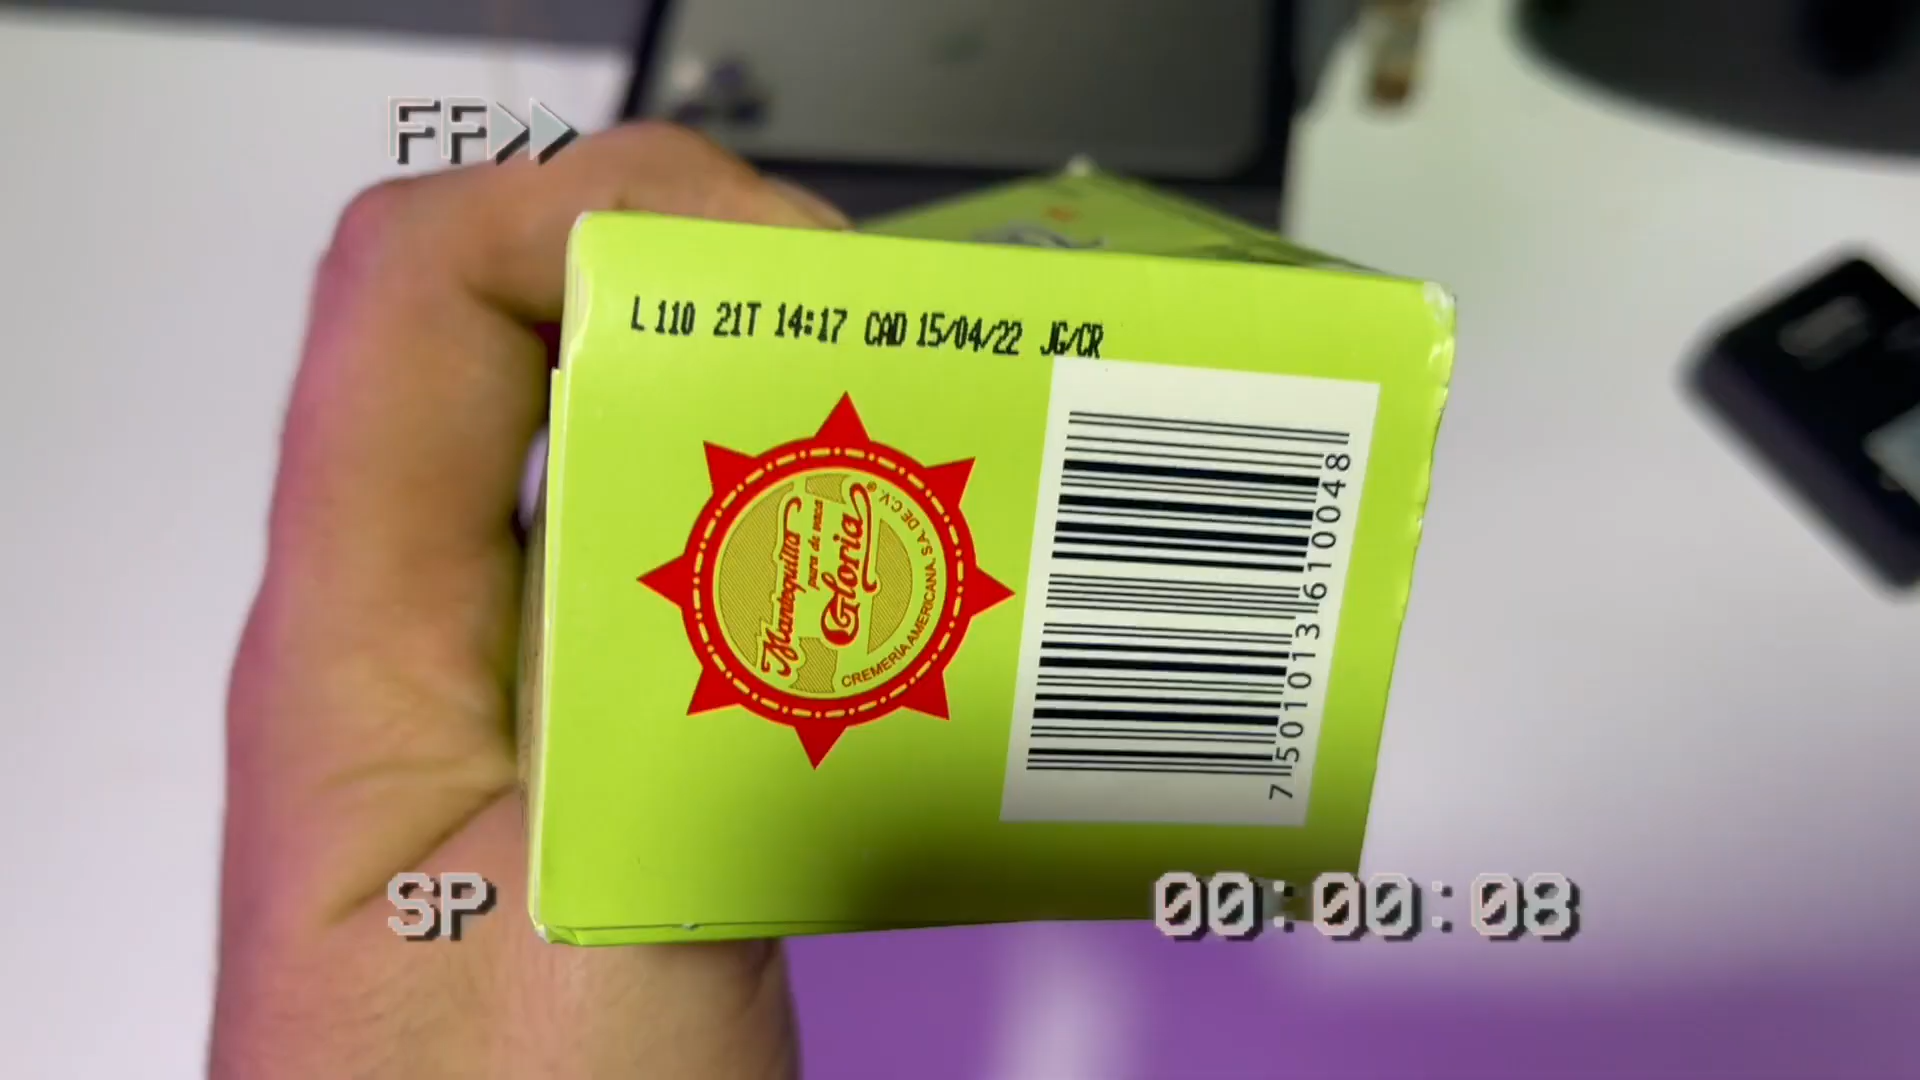 FF
L 110 21T 14:17 CAD 15/04/22 JG/CR
Mantequilla
pura de vaca
Gloria®
CREMERÍA AMERICANA, S.A. DE C.V.
7 501013 610048
SP
00:00:08